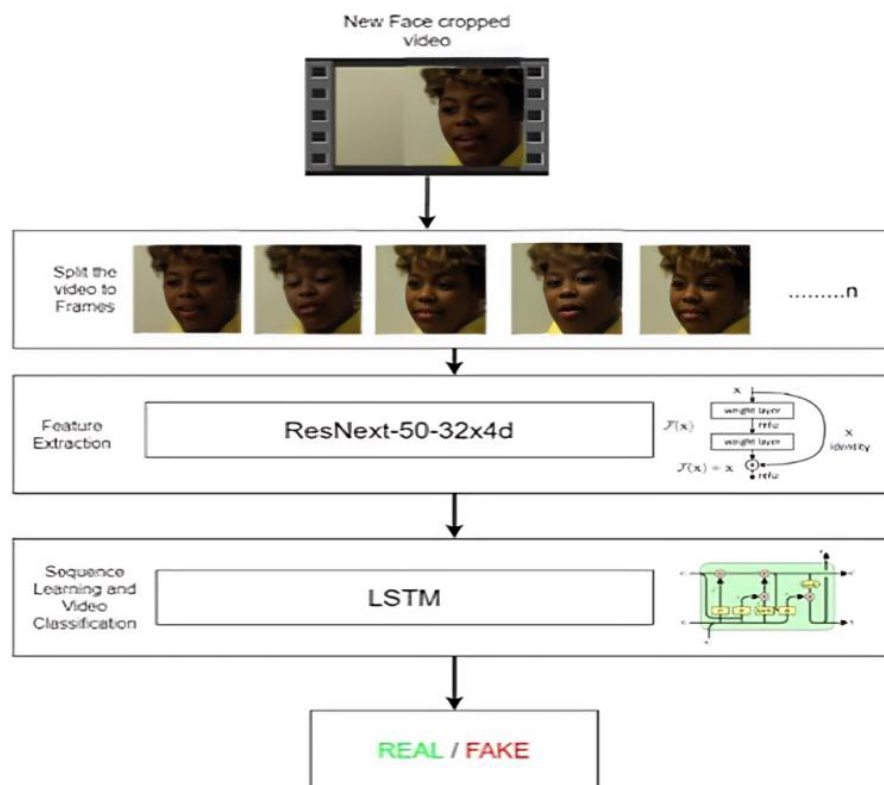 New Face cropped
video
Split the
video to
Frames
.........n
Feature
Extraction
ResNext-50-32x4d
x
weight layer
relu
F(x)
weight layer
x
identity
F(x) + x
relu
Sequence
Learning and
Video
Classification
LSTM
REAL / FAKE